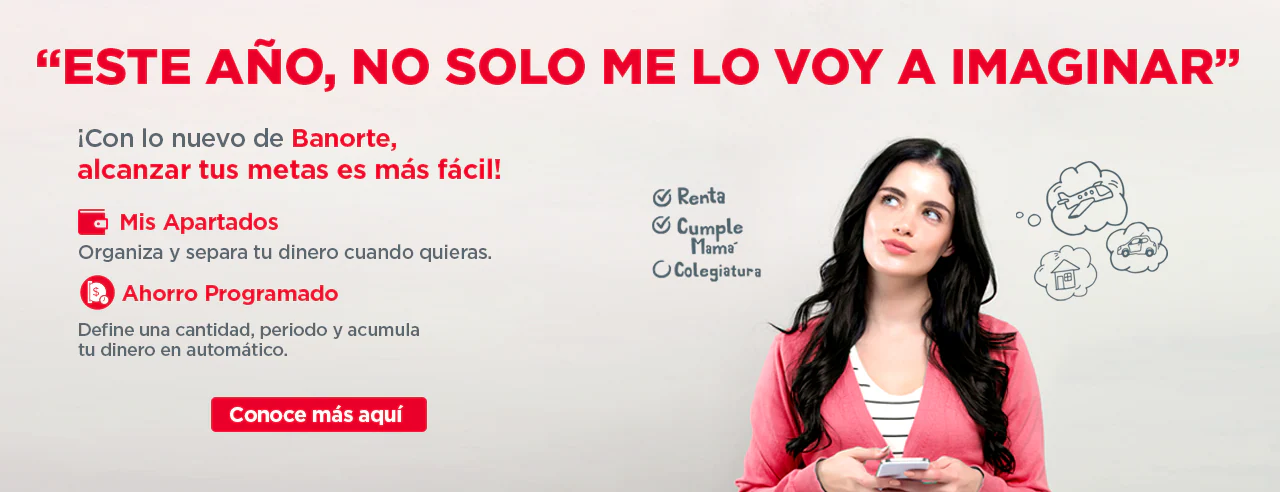 “ESTE AÑO, NO SOLO ME LO VOY A IMAGINAR”
¡Con lo nuevo de Banorte,
alcanzar tus metas es más fácil!
Mis Apartados
Organiza y separa tu dinero cuando quieras.
$
Ahorro Programado
Define una cantidad, periodo y acumula
tu dinero en automático.
Conoce más aquí
Renta
Cumple
Mamá
Colegiatura